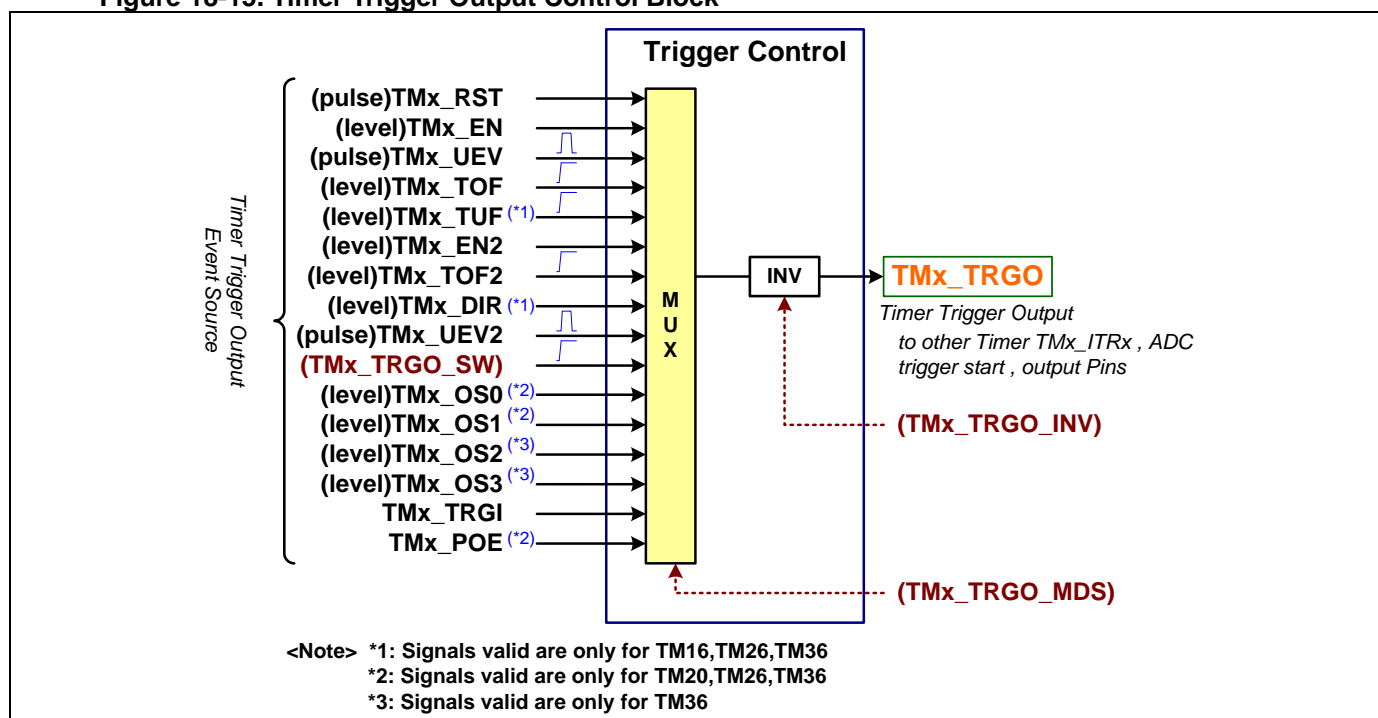 Figure 16-15. Timer Trigger Output Control Block
Trigger Control
Timer Trigger Output
Event Source
(pulse)TMx_RST
(level)TMx_EN
(pulse)TMx_UEV
(level)TMx_TOF
(level)TMx_TUF (*1)
(level)TMx_EN2
(level)TMx_TOF2
(level)TMx_DIR (*1)
(pulse)TMx_UEV2
(TMx_TRGO_SW)
(level)TMx_OS0 (*2)
(level)TMx_OS1 (*2)
(level)TMx_OS2 (*3)
(level)TMx_OS3 (*3)
TMx_TRGI
TMx_POE (*2)
M
U
X
INV
TMx_TRGO
Timer Trigger Output
to other Timer TMx_ITRx , ADC
trigger start , output Pins
(TMx_TRGO_INV)
(TMx_TRGO_MDS)
<Note> *1: Signals valid are only for TM16,TM26,TM36
*2: Signals valid are only for TM20,TM26,TM36
*3: Signals valid are only for TM36